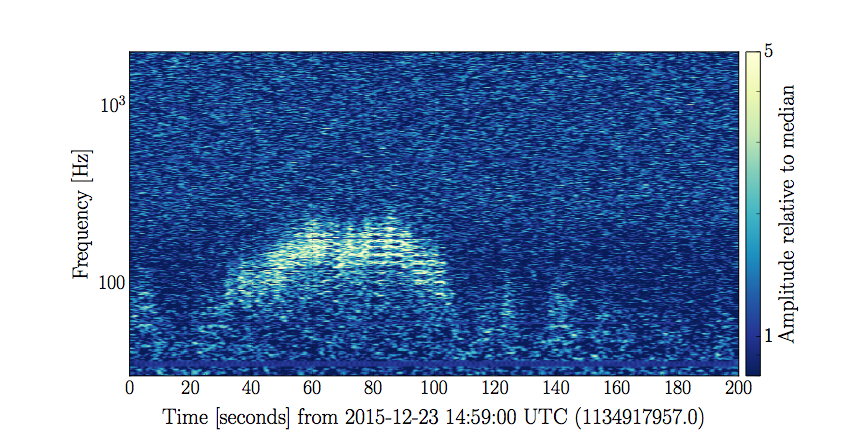 5
10³
Frequency [Hz]
Amplitude relative to median
100
1
0 20 40 60 80 100 120 140 160 180 200
Time [seconds] from 2015-12-23 14:59:00 UTC (1134917957.0)